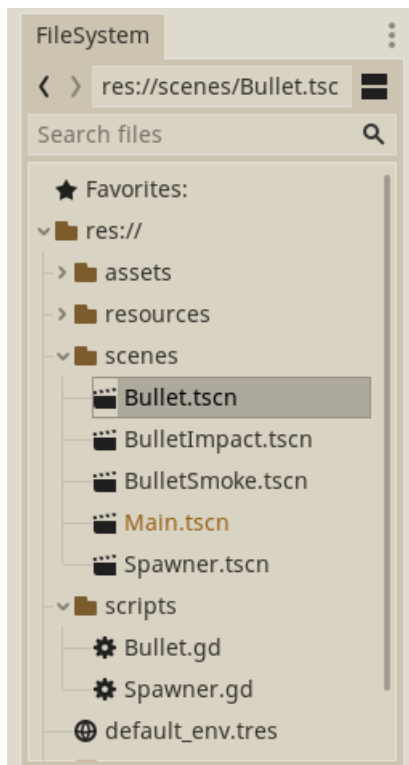 FileSystem
res://scenes/Bullet.tsc
Search files
Favorites:
res://
assets
resources
scenes
Bullet.tscn
BulletImpact.tscn
BulletSmoke.tscn
Main.tscn
Spawner.tscn
scripts
Bullet.gd
Spawner.gd
default_env.tres